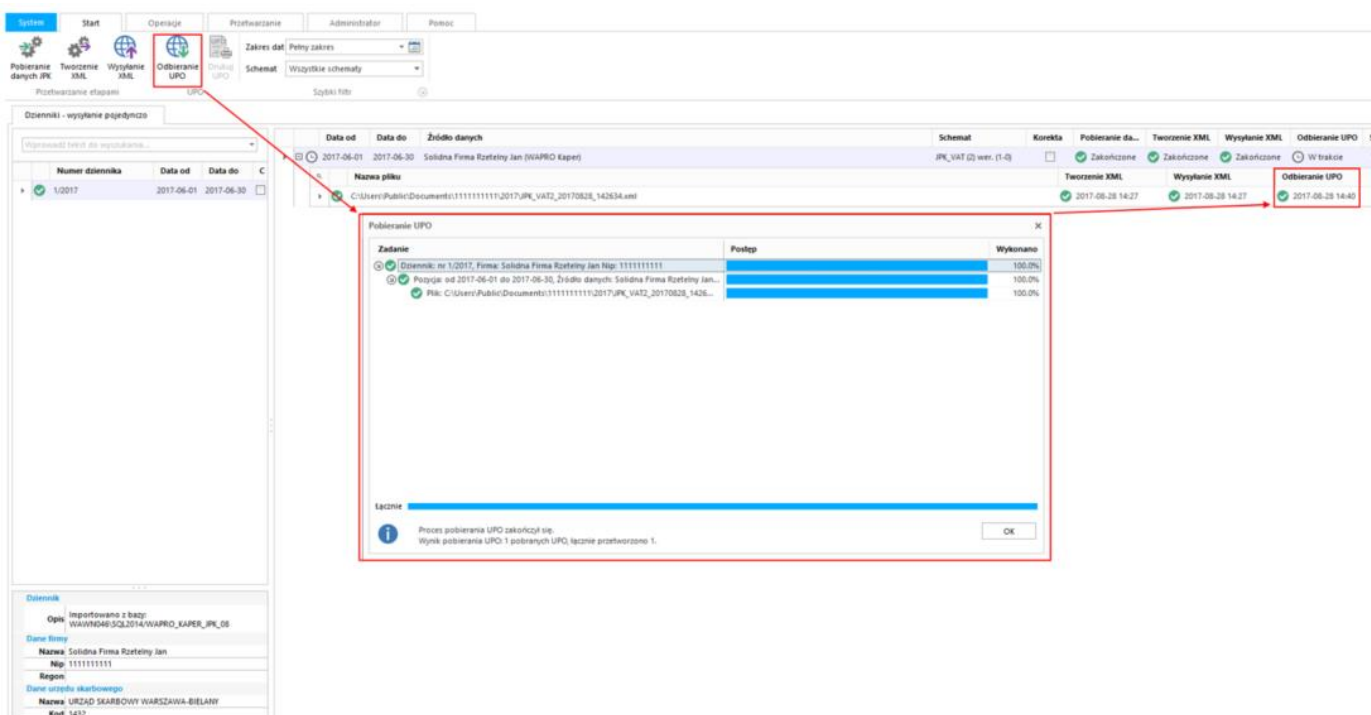 System Start Operacje Przetwarzanie Administrator Pomoc
Pobieranie danych JPK
Tworzenie XML
Wysyłanie XML
Odbieranie UPO
Drukuj UPO
Zakres dat Pełny zakres
Schemat Wszystkie schematy
Przetwarzanie etapami UPO Szybki filtr
Dzienniki - wysyłanie pojedynczo
Wprowadź tekst do wyszukania...
Numer dziennika Data od Data do C
1/2017 2017-06-01 2017-06-30
Data od Data do Źródło danych Schemat Korekta Pobieranie da... Tworzenie XML Wysyłanie XML Odbieranie UPO
2017-06-01 2017-06-30 Solidna Firma Rzetelny Jan (WAPRO Kaper) JPK_VAT (2) wer. (1-0) Zakończone Zakończone Zakończone W trakcie
Nazwa pliku Tworzenie XML Wysyłanie XML Odbieranie UPO
C:\Users\Public\Documents\1111111111\2017\JPK_VAT2_20170828_142634.xml 2017-08-28 14:27 2017-08-28 14:27 2017-08-28 14:40
Pobieranie UPO
Zadanie Postęp Wykonano
Dziennik: nr 1/2017, Firma: Solidna Firma Rzetelny Jan Nip: 1111111111 100.0%
Pozycja: od 2017-06-01 do 2017-06-30, Źródło danych: Solidna Firma Rzetelny Jan... 100.0%
Plik: C:\Users\Public\Documents\1111111111\2017\JPK_VAT2_20170828_1426... 100.0%
Łącznie
Proces pobierania UPO zakończył się.
Wynik pobierania UPO: 1 pobranych UPO, łącznie przetworzono 1.
OK
Dziennik
Opis Importowano z bazy:
WAWN046\SQL2014/WAPRO_KAPER_JPK_08
Dane firmy
Nazwa Solidna Firma Rzetelny Jan
Nip 1111111111
Regon
Dane urzędu skarbowego
Nazwa URZĄD SKARBOWY WARSZAWA-BIELANY
Kod 1432